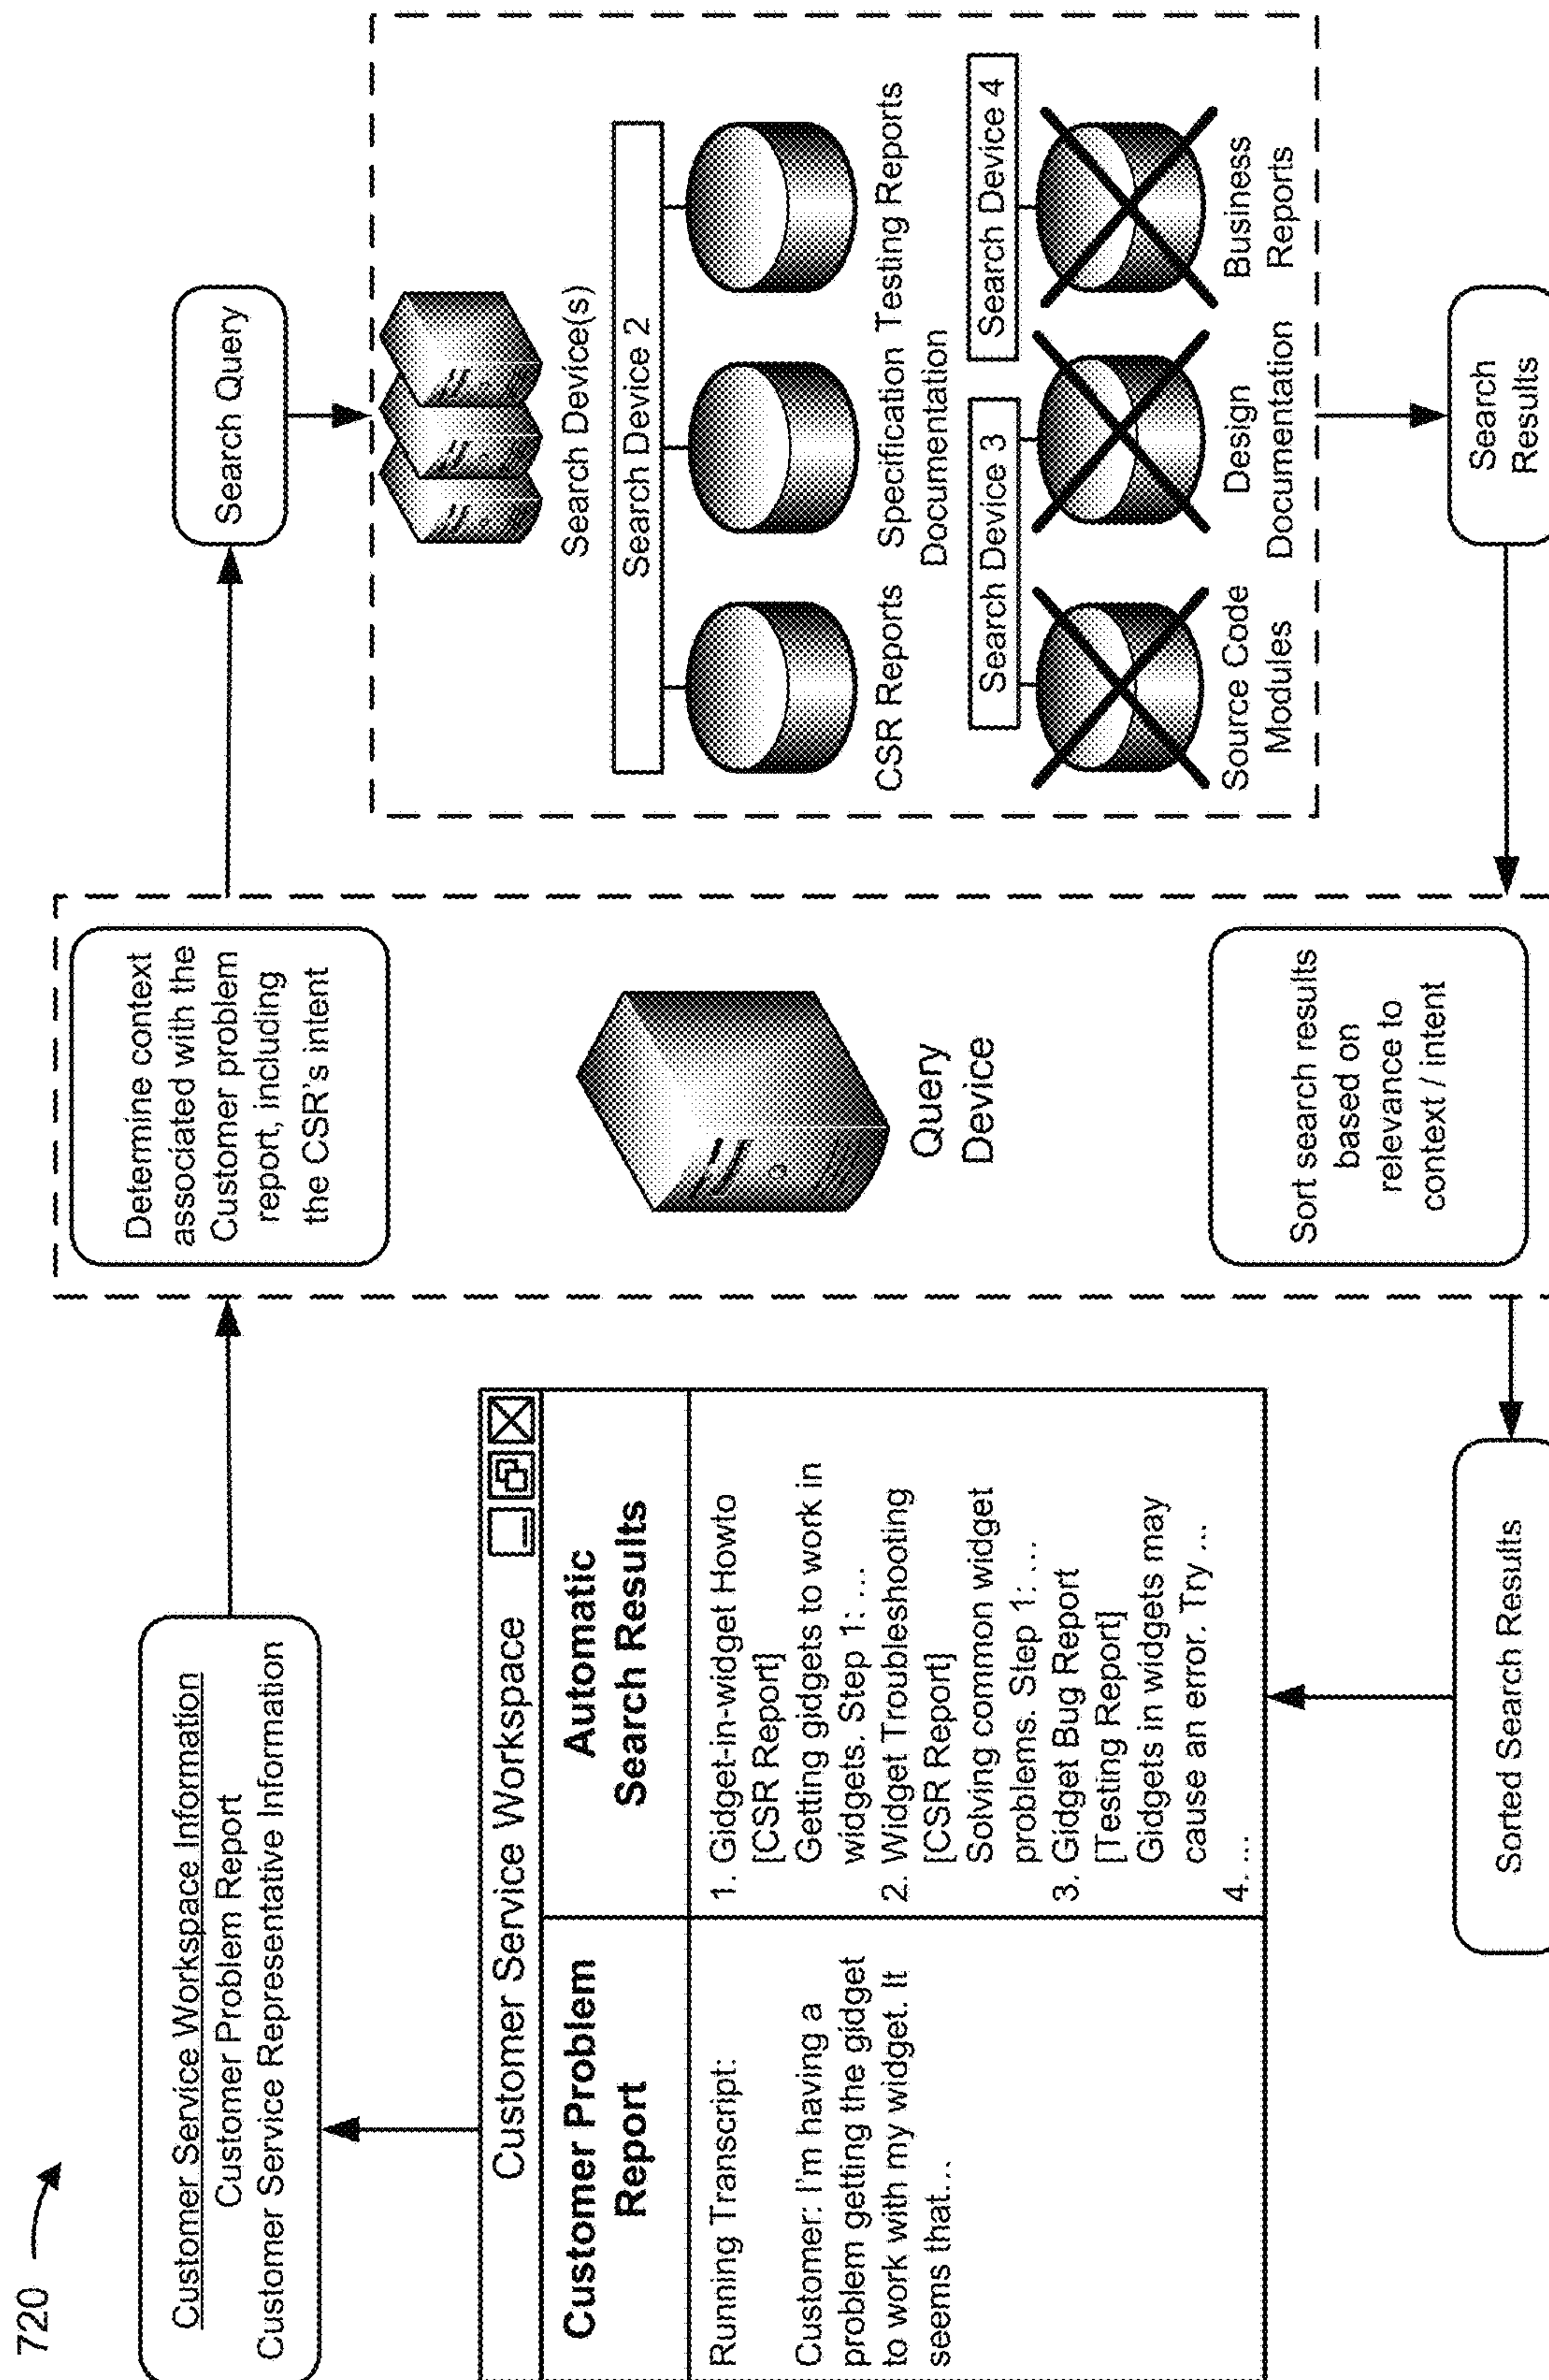 720
Customer Service Workspace Information
Customer Problem Report
Customer Service Representative Information
Determine context
associated with the
Customer problem
report, including
the CSR's intent
Search Query
Customer Service Workspace
Customer Problem
Report
Running Transcript:
Customer: I'm having a
problem getting the gidget
to work with my widget. It
seems that...
Automatic
Search Results
1. Gidget-in-widget Howto
[CSR Report]
Getting gidgets to work in
widgets. Step 1: ...
2. Widget Troubleshooting
[CSR Report]
Solving common widget
problems. Step 1: ...
3. Gidget Bug Report
[Testing Report]
Gidgets in widgets may
cause an error. Try ...
4. ...
Query
Device
Search Device(s)
Search Device 2
CSR Reports
Specification
Documentation
Testing Reports
Search Device 3
Search Device 4
Source Code
Modules
Design
Documentation
Business
Reports
Search
Results
Sort search results
based on
relevance to
context / intent
Sorted Search Results